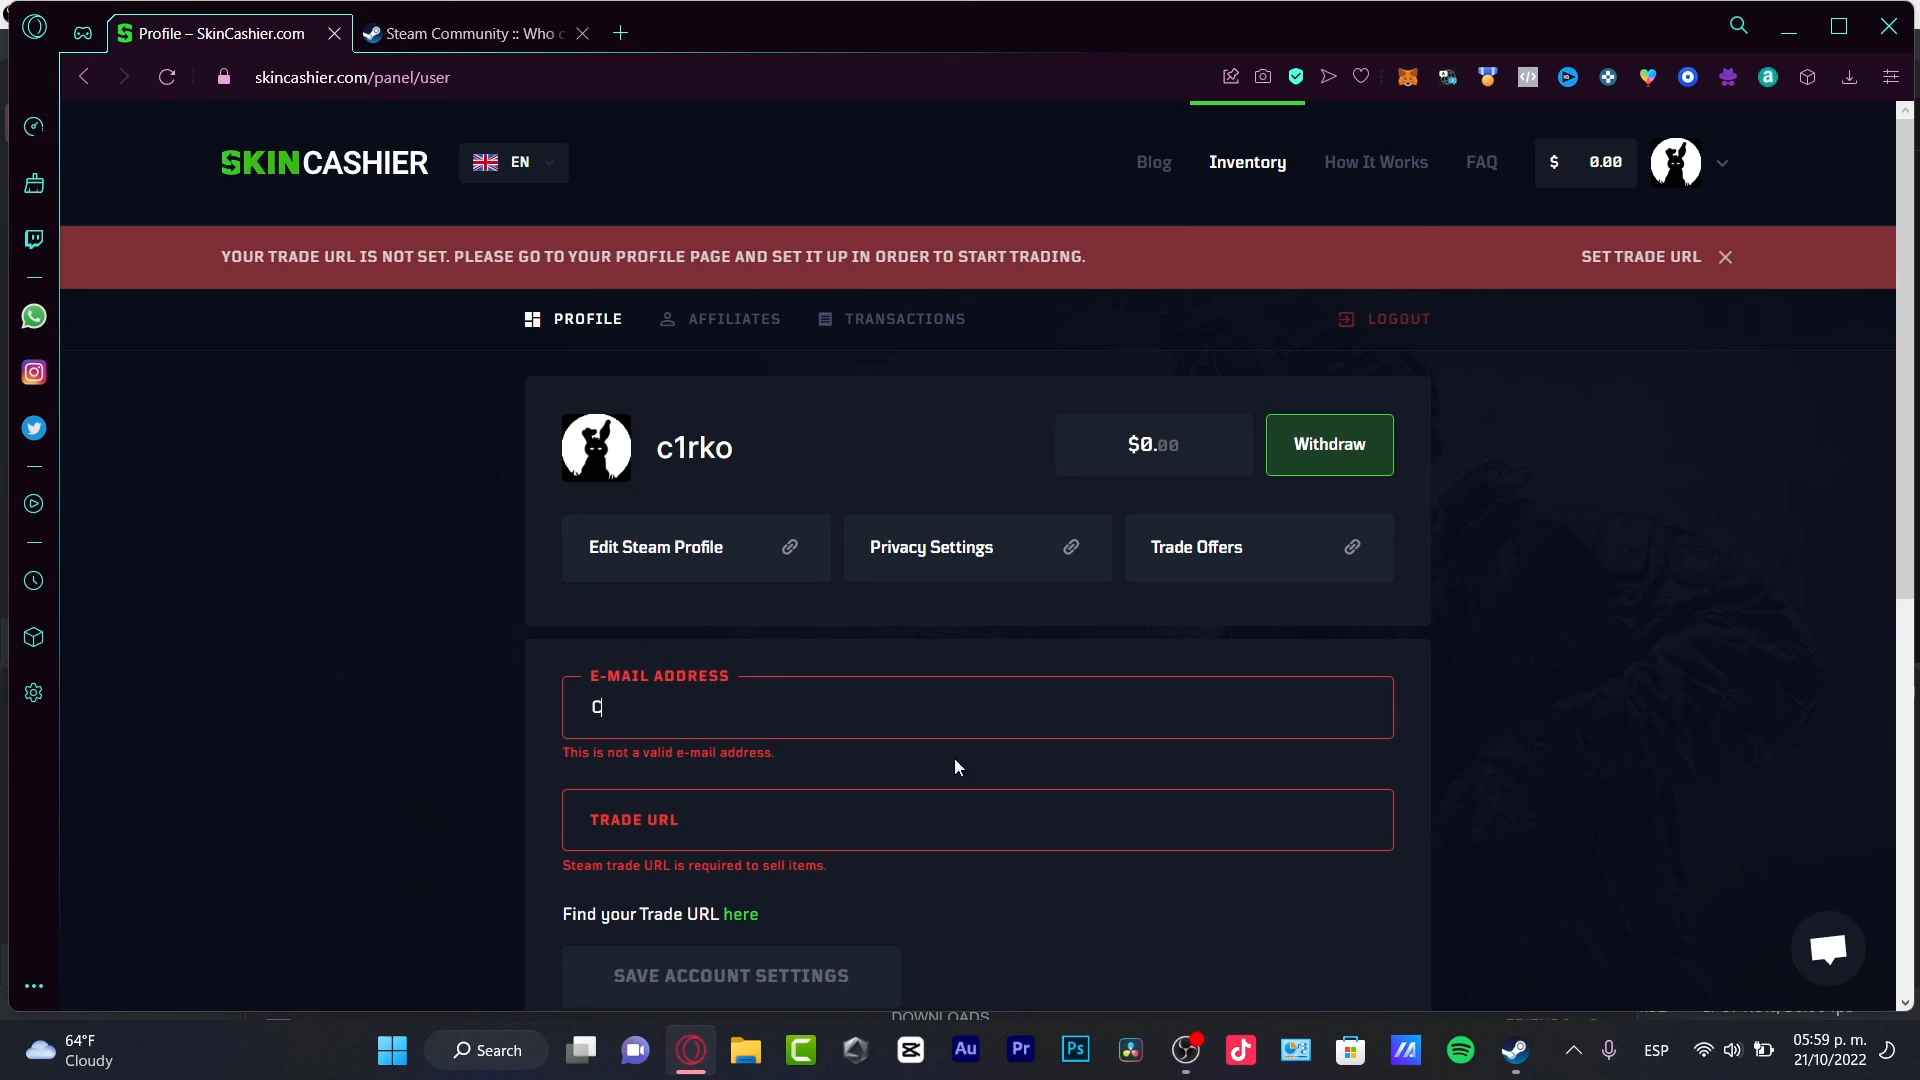 Profile – SkinCashier.com
Steam Community :: Who c
skincashier.com/panel/user
SKINCASHIER
EN
Blog
Inventory
How It Works
FAQ
$ 0.00
YOUR TRADE URL IS NOT SET. PLEASE GO TO YOUR PROFILE PAGE AND SET IT UP IN ORDER TO START TRADING.
SET TRADE URL
PROFILE
AFFILIATES
TRANSACTIONS
LOGOUT
c1rko
$0.00
Withdraw
Edit Steam Profile
Privacy Settings
Trade Offers
E-MAIL ADDRESS
C
This is not a valid e-mail address.
TRADE URL
Steam trade URL is required to sell items.
Find your Trade URL here
SAVE ACCOUNT SETTINGS
DOWNLOADS
64°F
Cloudy
Search
Au
Pr
Ps
ESP
05:59 p. m.
21/10/2022